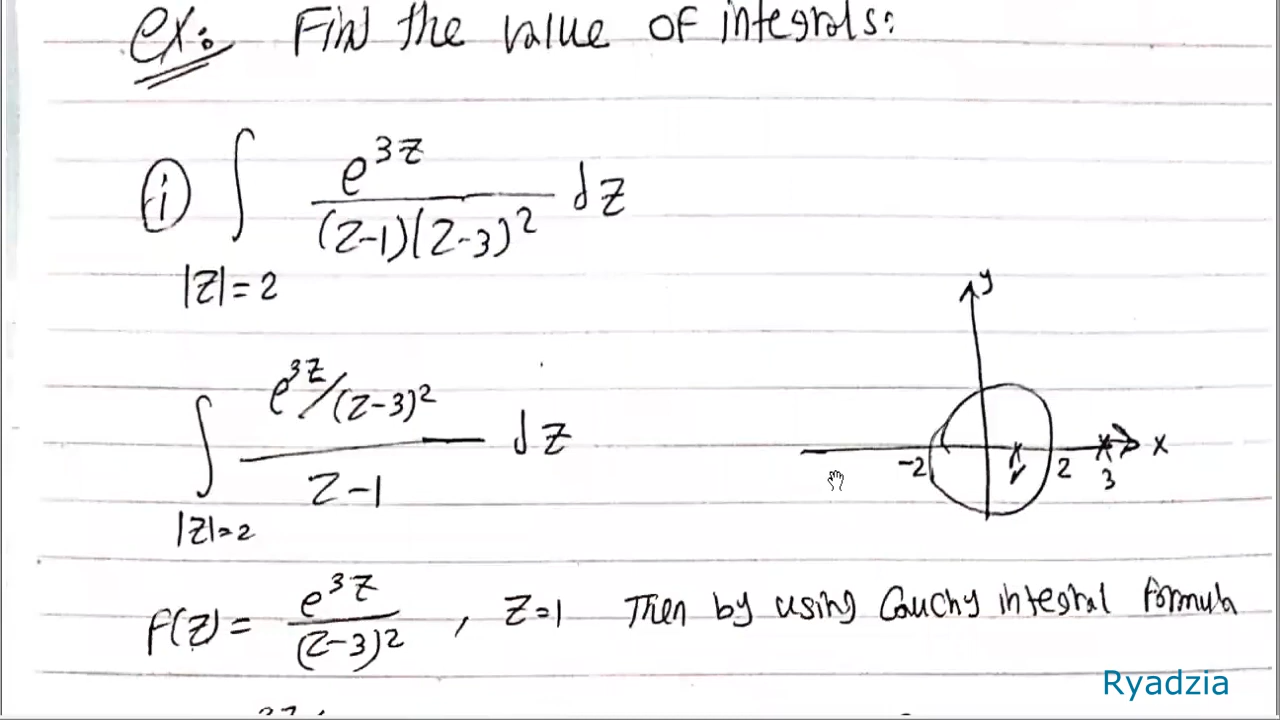 ex: Find the value of integrals:
i ∫ e^{3z} / (z-1)(z-3)^2 dz
|z|=2
y
∫ e^{3z}/(z-3)^2 / z-1 dz
-2 1 2 3 x
|z|=2
f(z) = e^{3z} / (z-3)^2 , z=1 Then by using Cauchy integral formula
Ryadzia